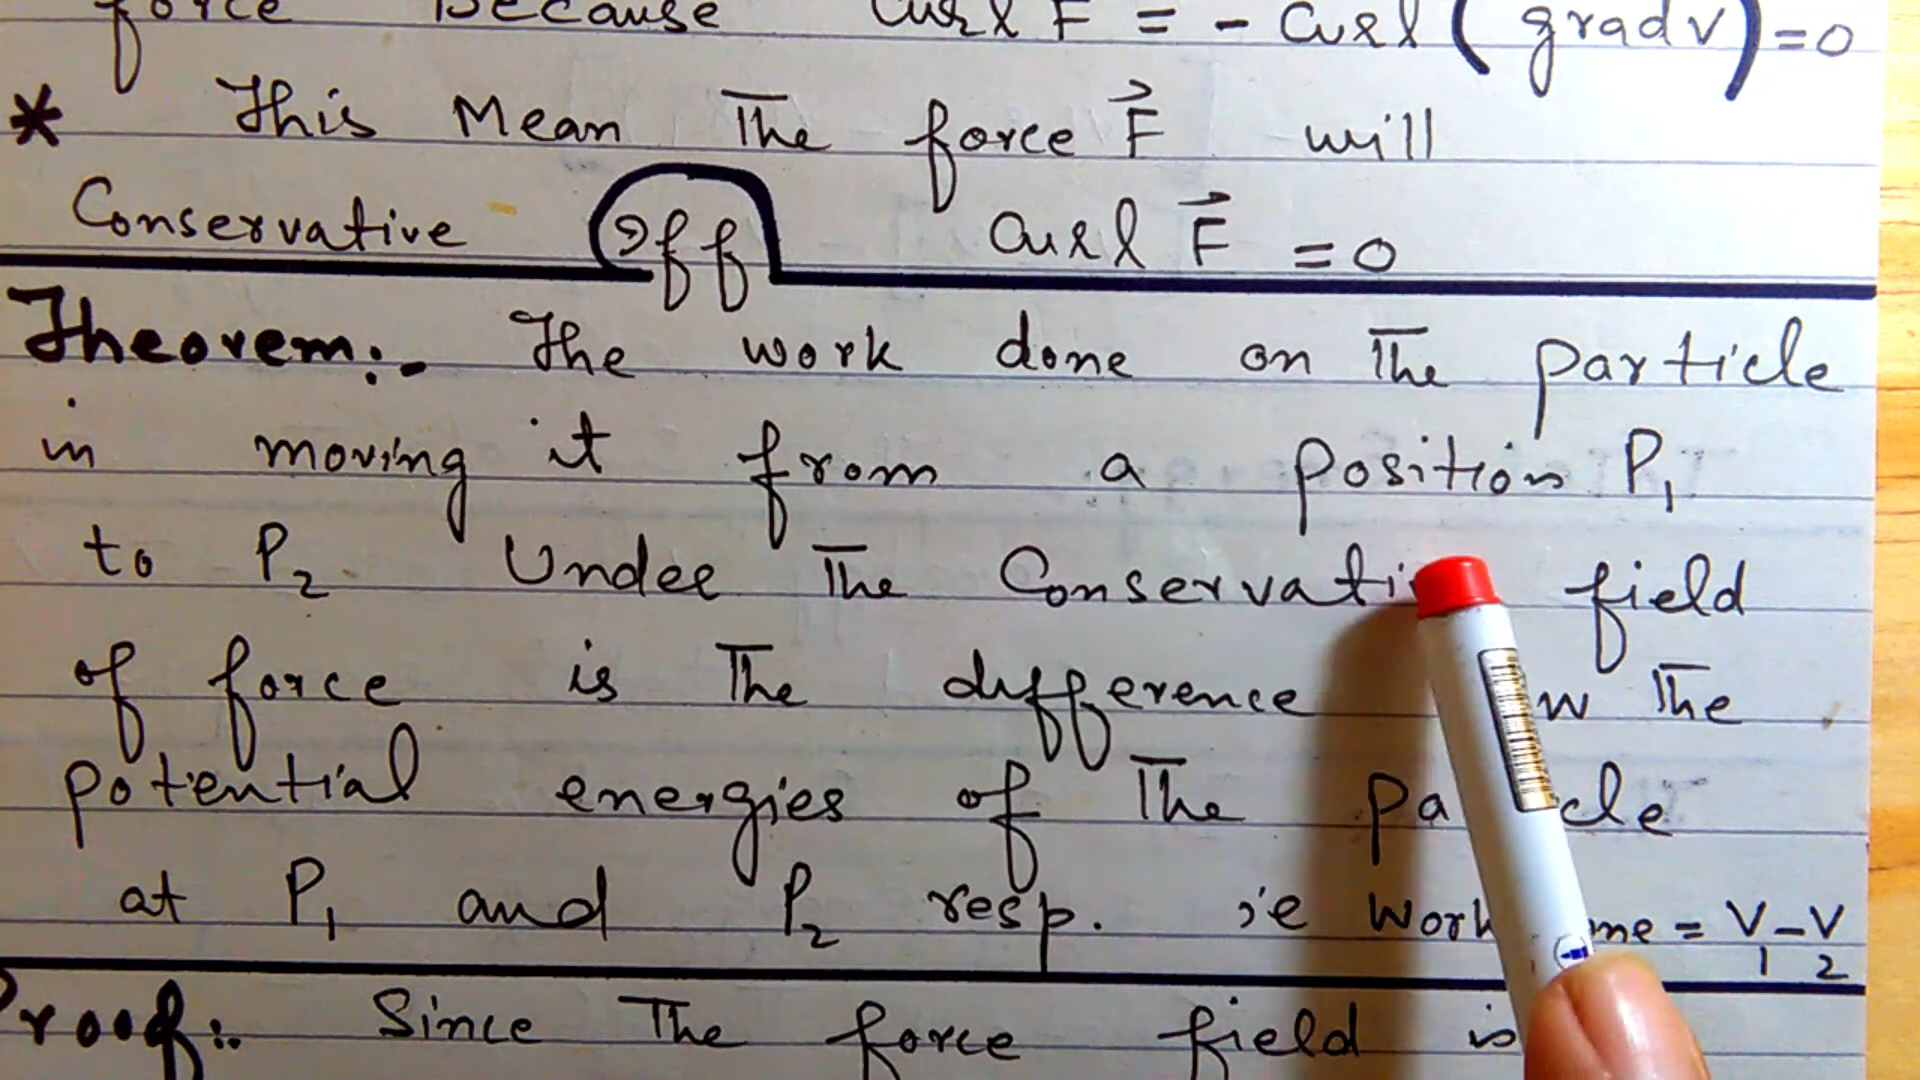 force because Curl F = - Curl (grad V) = 0
* This Mean The force F⃗ will
Conservative iff Curl F⃗ = 0
Theorem:- The work done on The particle
in moving it from a position P₁
to P₂ Under The Conservati field
of force is The difference w The
potential energies of The pa cle
at P₁ and P₂ resp. ie Work ne = V₁-V₂
Proof:. Since The force field is